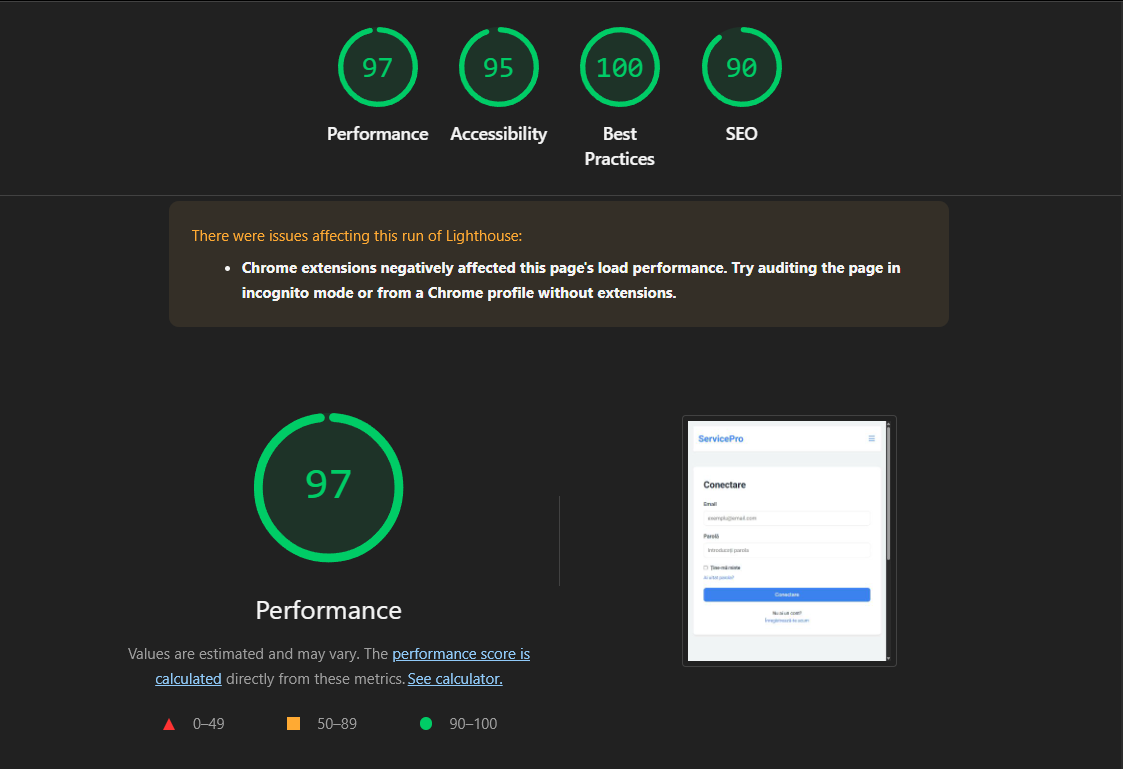 97
95
100
90
Performance
Accessibility
Best
Practices
SEO
There were issues affecting this run of Lighthouse:
Chrome extensions negatively affected this page's load performance. Try auditing the page in
incognito mode or from a Chrome profile without extensions.
97
Performance
Values are estimated and may vary. The performance score is
calculated directly from these metrics. See calculator.
0–49
50–89
90–100
ServicePro
Conectare
Email
exemplu@email.com
Parolă
Introduceți parola
Ține-mă minte
Ai uitat parola?
Conectare
Nu ai un cont?
Înregistrează-te acum